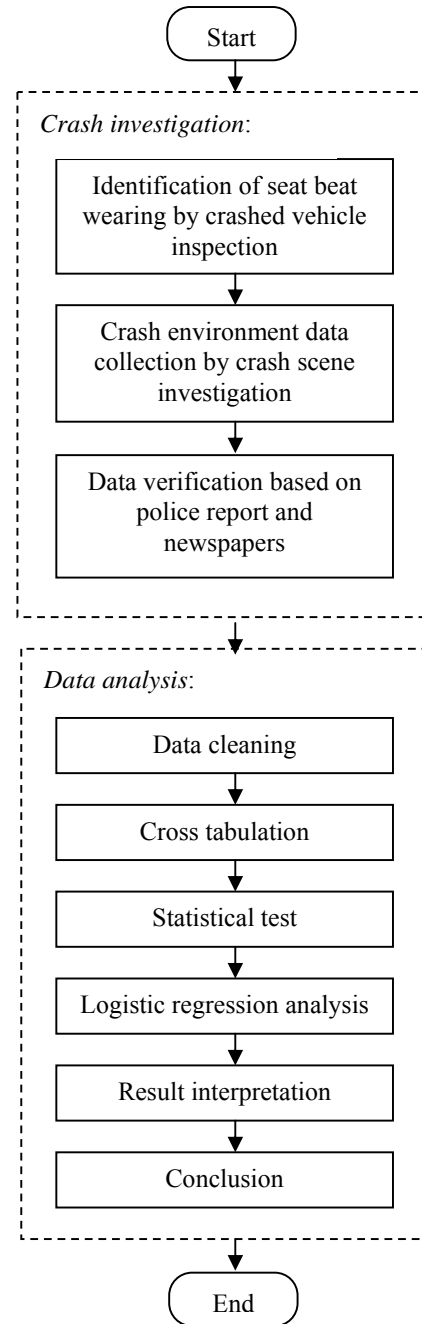 Start
Crash investigation:
Identification of seat beat
wearing by crashed vehicle
inspection
Crash environment data
collection by crash scene
investigation
Data verification based on
police report and
newspapers
Data analysis:
Data cleaning
Cross tabulation
Statistical test
Logistic regression analysis
Result interpretation
Conclusion
End